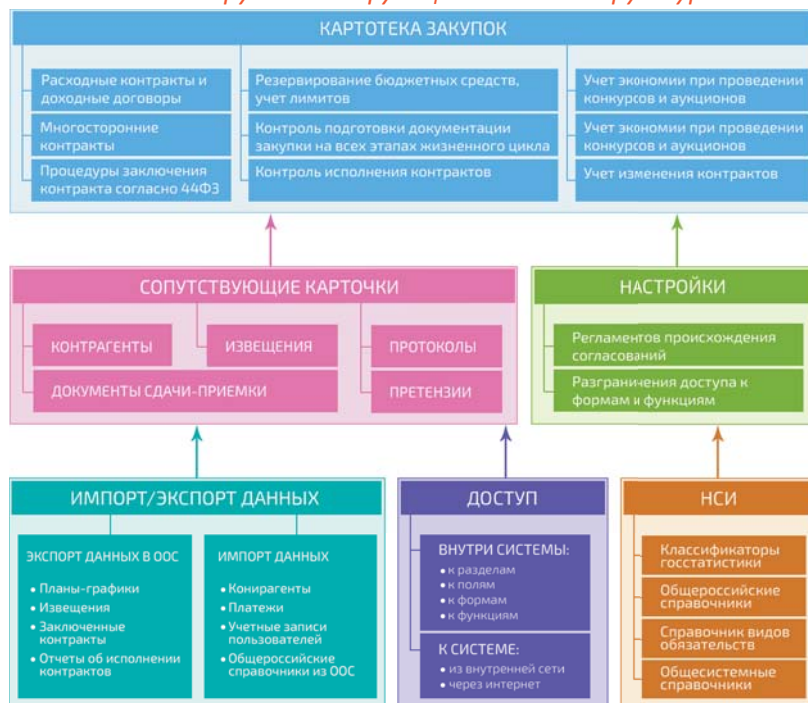 КАРТОТЕКА ЗАКУПОК
Расходные контракты и
доходные договоры
Многосторонние
контракты
Процедуры заключения
контракта согласно 44ФЗ
Резервирование бюджетных средств,
учет лимитов
Контроль подготовки документации
закупки на всех этапах жизненного цикла
Контроль исполнения контрактов
Учет экономии при проведении
конкурсов и аукционов
Учет экономии при проведении
конкурсов и аукционов
Учет изменения контрактов
СОПУТСТВУЮЩИЕ КАРТОЧКИ
КОНТРАГЕНТЫ
ИЗВЕЩЕНИЯ
ПРОТОКОЛЫ
ДОКУМЕНТЫ СДАЧИ-ПРИЕМКИ
ПРЕТЕНЗИИ
НАСТРОЙКИ
Регламентов происхождения
согласований
Разграничения доступа к
формам и функциям
ИМПОРТ/ЭКСПОРТ ДАННЫХ
ЭКСПОРТ ДАННЫХ В ООС
• Планы-графики
• Извещения
• Заключенные
контракты
• Отчеты об исполнении
контрактов
ИМПОРТ ДАННЫХ
• Конирагенты
• Платежи
• Учетные записи
пользователей
• Общероссийские
справочники из ООС
ДОСТУП
ВНУТРИ СИСТЕМЫ:
• к разделам
• к полям
• к формам
• к функциям
К СИСТЕМЕ:
• из внутренней сети
• через интернет
НСИ
Классификаторы
госстатистики
Общероссийские
справочники
Справочник видов
обязательств
Общесистемные
справочники